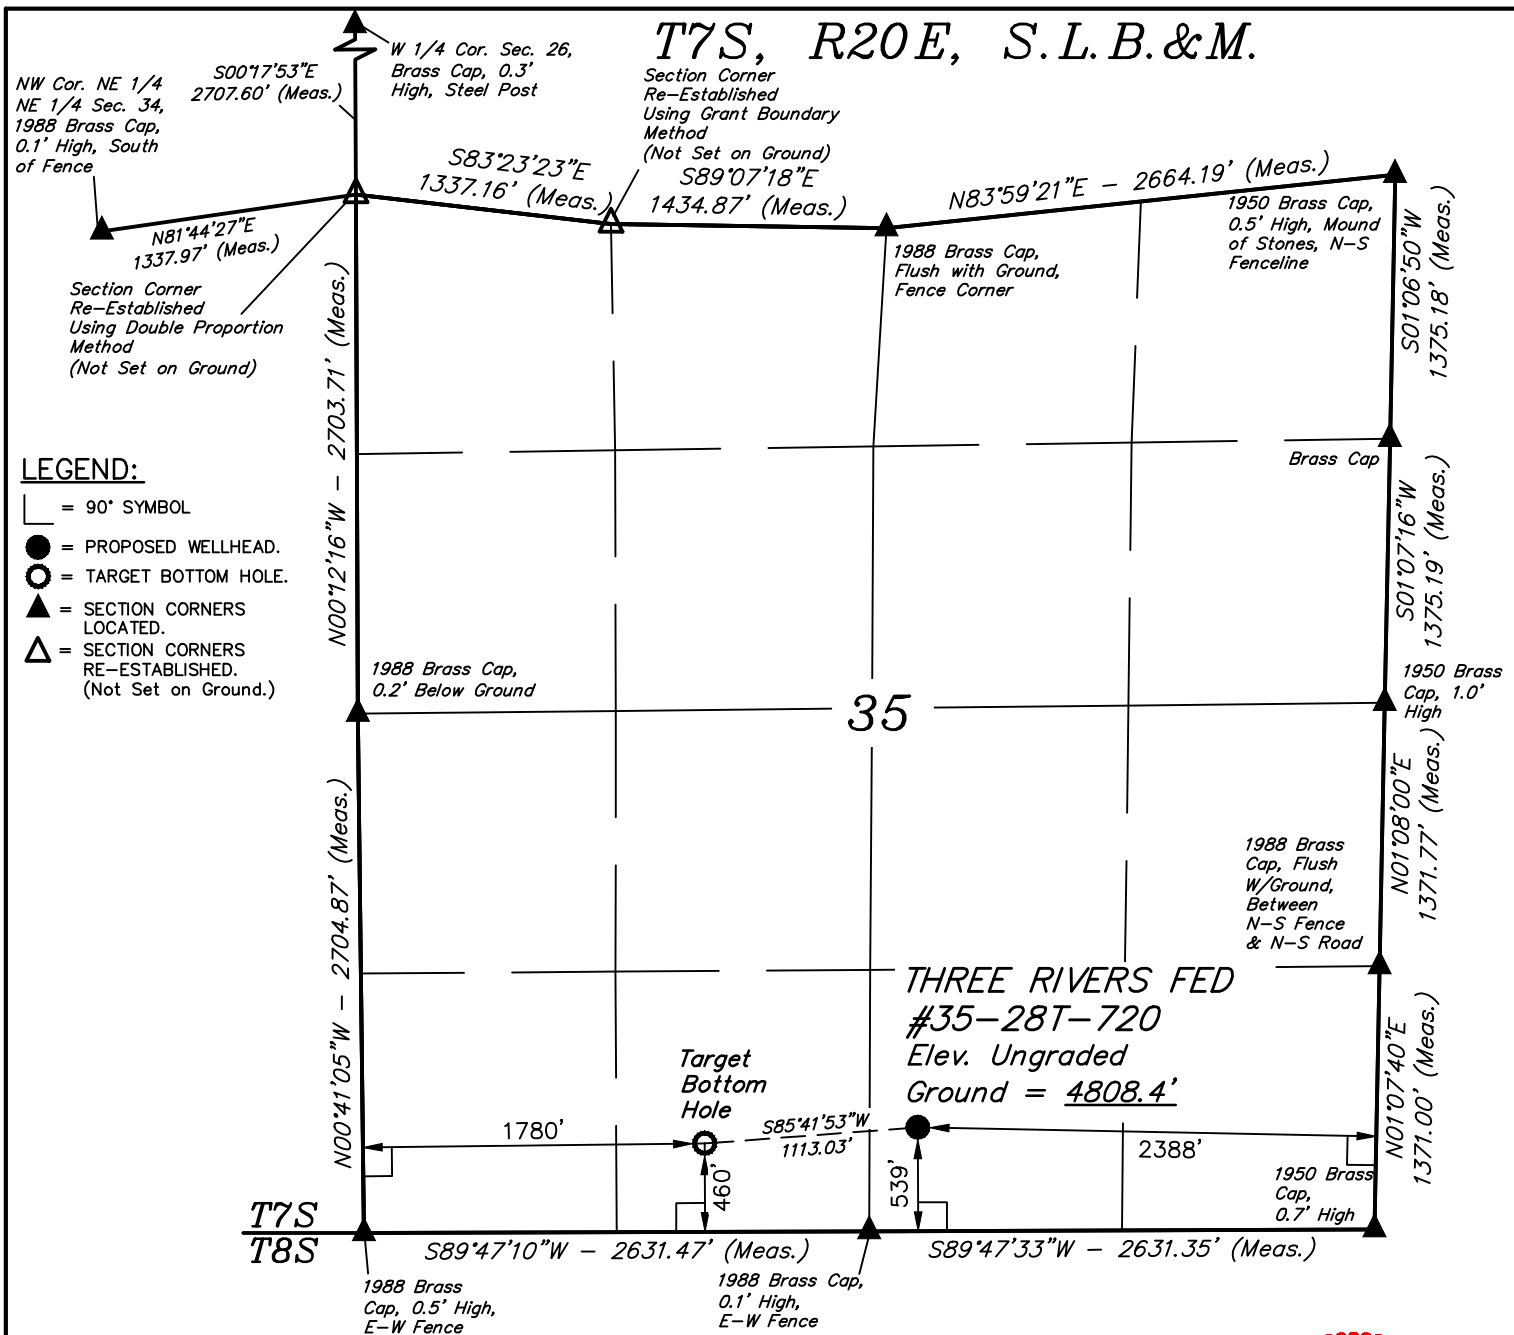 T7S, R20E, S.L.B.&M.
W 1/4 Cor. Sec. 26,
Brass Cap, 0.3'
High, Steel Post
S00°17'53"E
2707.60' (Meas.)
NW Cor. NE 1/4
NE 1/4 Sec. 34,
1988 Brass Cap,
0.1' High, South
of Fence
Section Corner
Re-Established
Using Grant Boundary
Method
(Not Set on Ground)
S83°23'23"E
1337.16' (Meas.)
S89°07'18"E
1434.87' (Meas.)
N83°59'21"E - 2664.19' (Meas.)
1950 Brass Cap,
0.5' High, Mound
of Stones, N-S
Fenceline
N81°44'27"E
1337.97' (Meas.)
1988 Brass Cap,
Flush with Ground,
Fence Corner
Section Corner
Re-Established
Using Double Proportion
Method
(Not Set on Ground)
S01°06'50"W
1375.18' (Meas.)
N00°12'16"W - 2703.71' (Meas.)
Brass Cap
LEGEND:
= 90° SYMBOL
= PROPOSED WELLHEAD.
= TARGET BOTTOM HOLE.
= SECTION CORNERS
LOCATED.
= SECTION CORNERS
RE-ESTABLISHED.
(Not Set on Ground.)
S01°07'16"W
1375.19' (Meas.)
1988 Brass Cap,
0.2' Below Ground
35
1950 Brass
Cap, 1.0'
High
N01°08'00"E
1371.77' (Meas.)
N00°41'05"W - 2704.87' (Meas.)
1988 Brass
Cap, Flush
W/Ground,
Between
N-S Fence
& N-S Road
THREE RIVERS FED
#35-28T-720
Elev. Ungraded
Ground = 4808.4'
Target
Bottom
Hole
N01°07'40"E
1371.00' (Meas.)
1780'
S85°41'53"W
1113.03'
2388'
460'
539'
1950 Brass
Cap,
0.7' High
T7S
T8S
S89°47'10"W - 2631.47' (Meas.)
S89°47'33"W - 2631.35' (Meas.)
1988 Brass
Cap, 0.5' High,
E-W Fence
1988 Brass Cap,
0.1' High,
E-W Fence